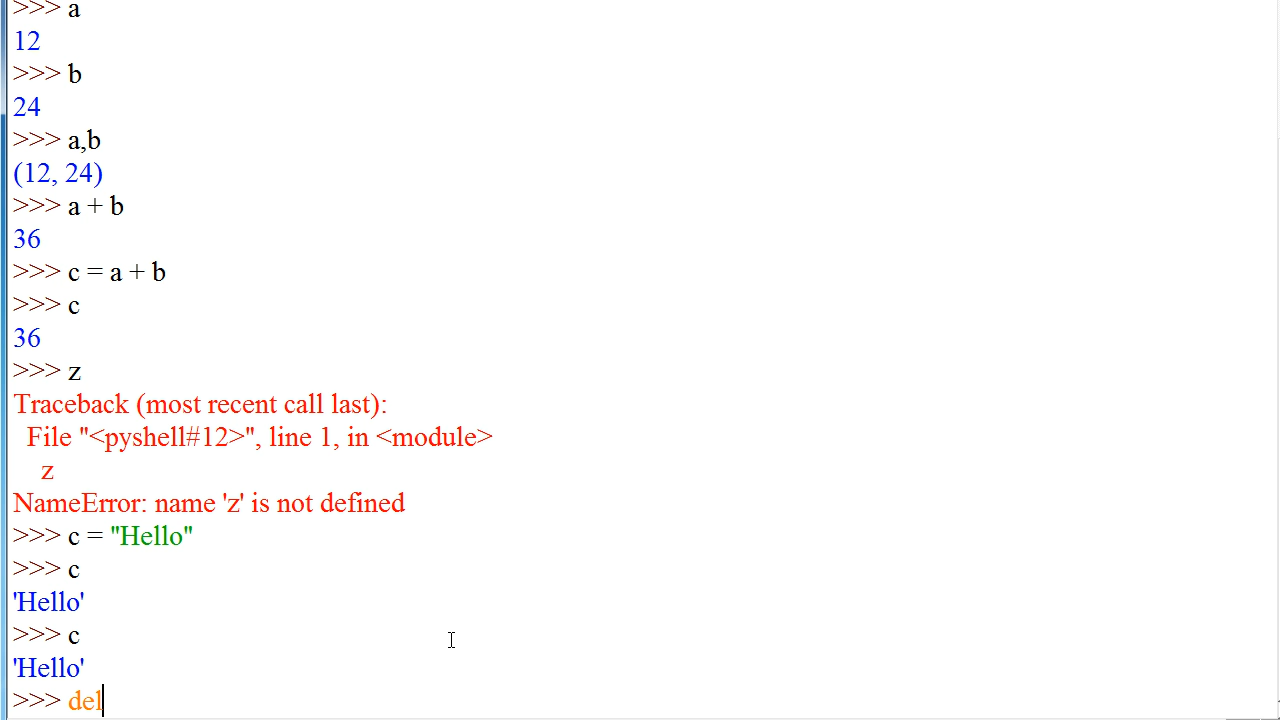 >>> a
12
>>> b
24
>>> a,b
(12, 24)
>>> a + b
36
>>> c = a + b
>>> c
36
>>> z
Traceback (most recent call last):
  File "<pyshell#12>", line 1, in <module>
    z
NameError: name 'z' is not defined
>>> c = "Hello"
>>> c
'Hello'
>>> c
'Hello'
>>> del